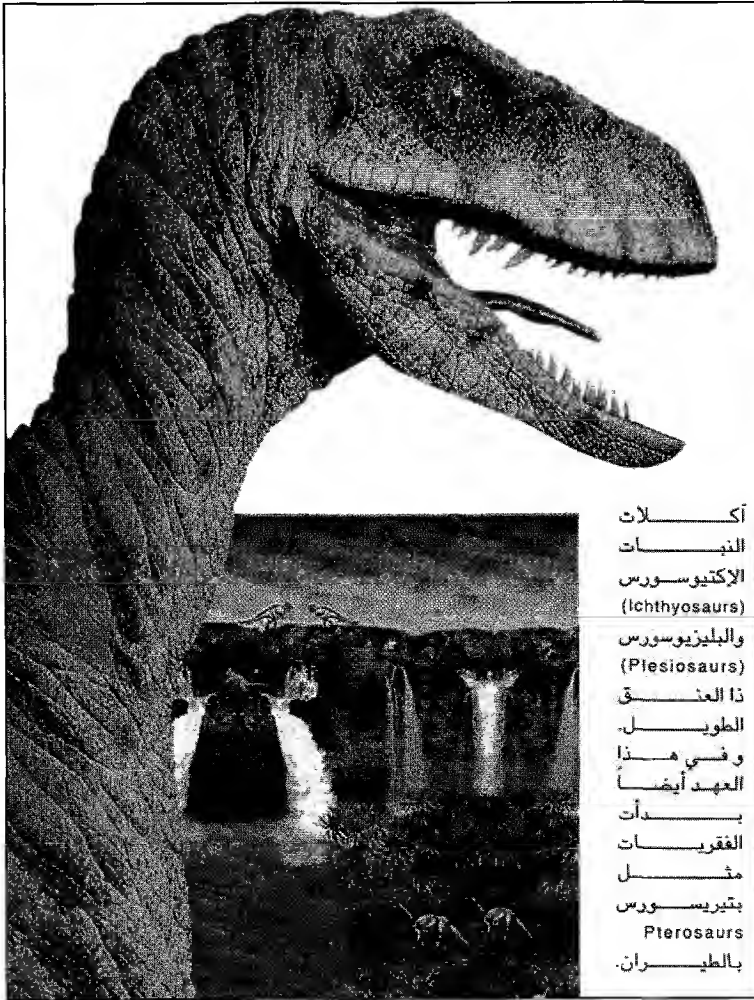 آكلات
النبات
الإكتيوسورس
(Ichthyosaurs)
والبليزيوسورس
(Plesiosaurs)
ذا العنق
الطويل.
وفي هذا
العهد أيضاً
بدأت
الفقريات
مثل
بتيريسورس
Pterosaurs
بالطيران.